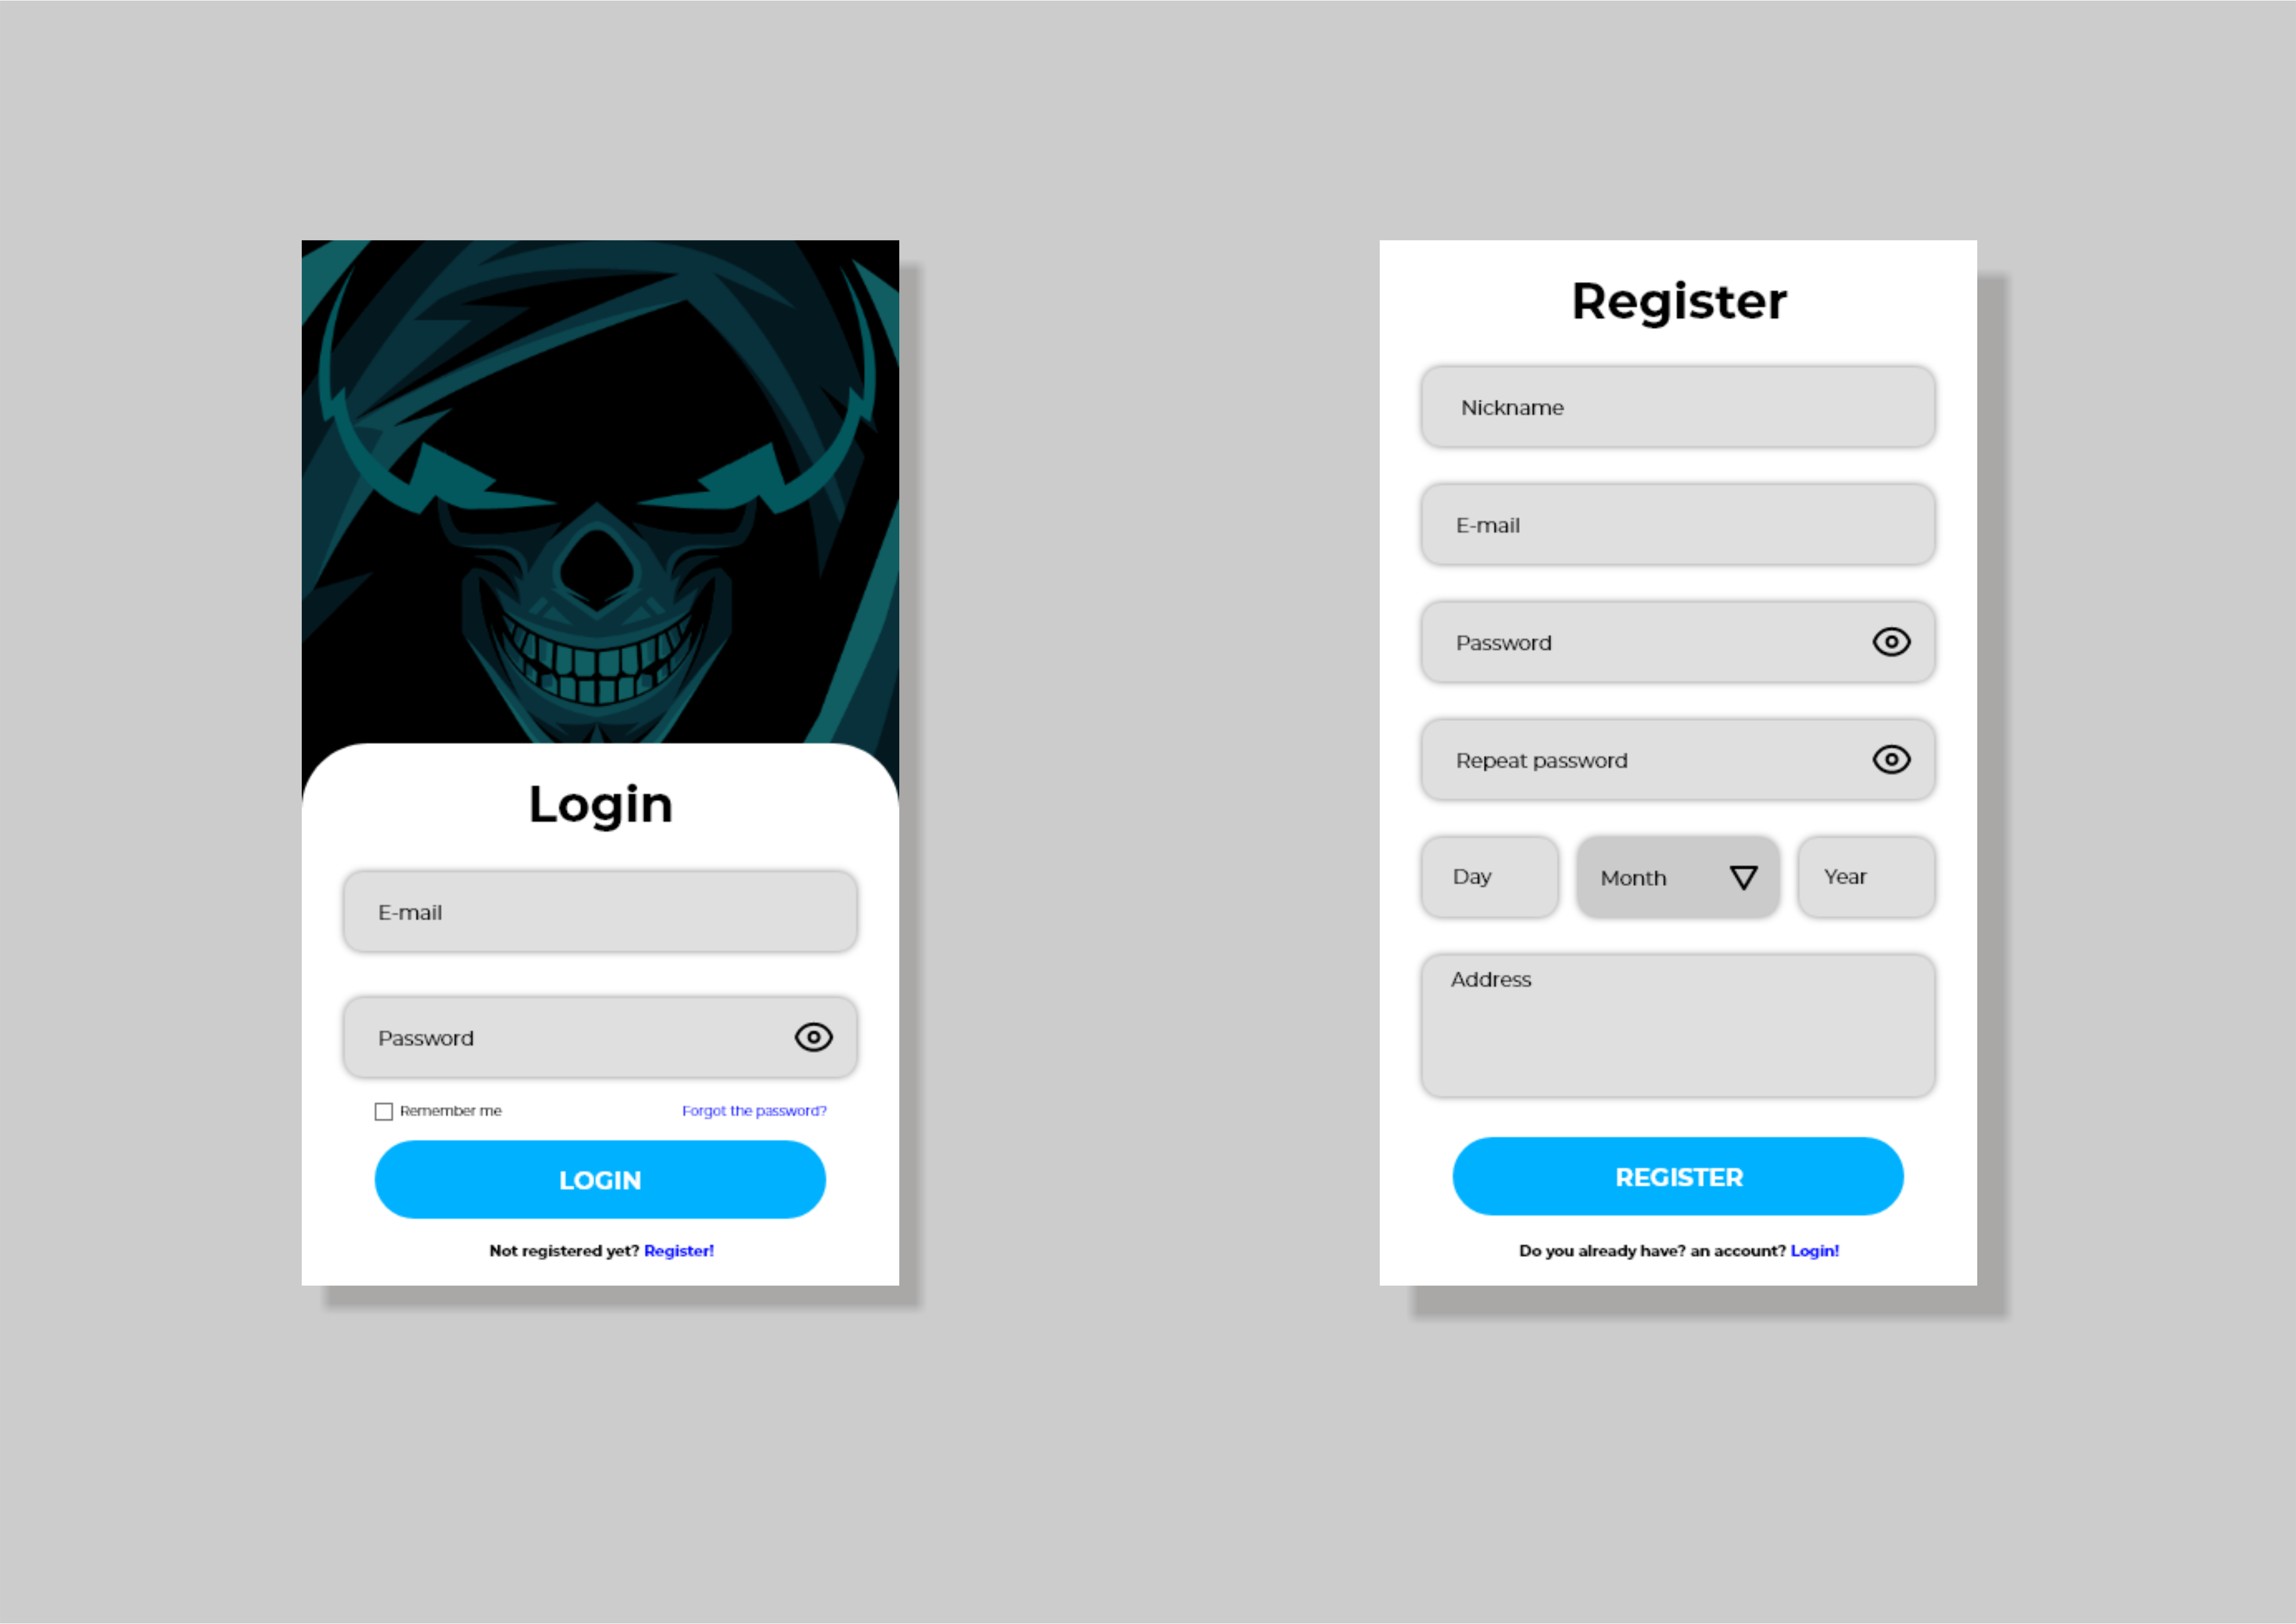 Login
E-mail
Password
Remember me
Forgot the password?
LOGIN
Not registered yet? Register!
Register
Nickname
E-mail
Password
Repeat password
Day
Month
Year
Address
REGISTER
Do you already have? an account? Login!